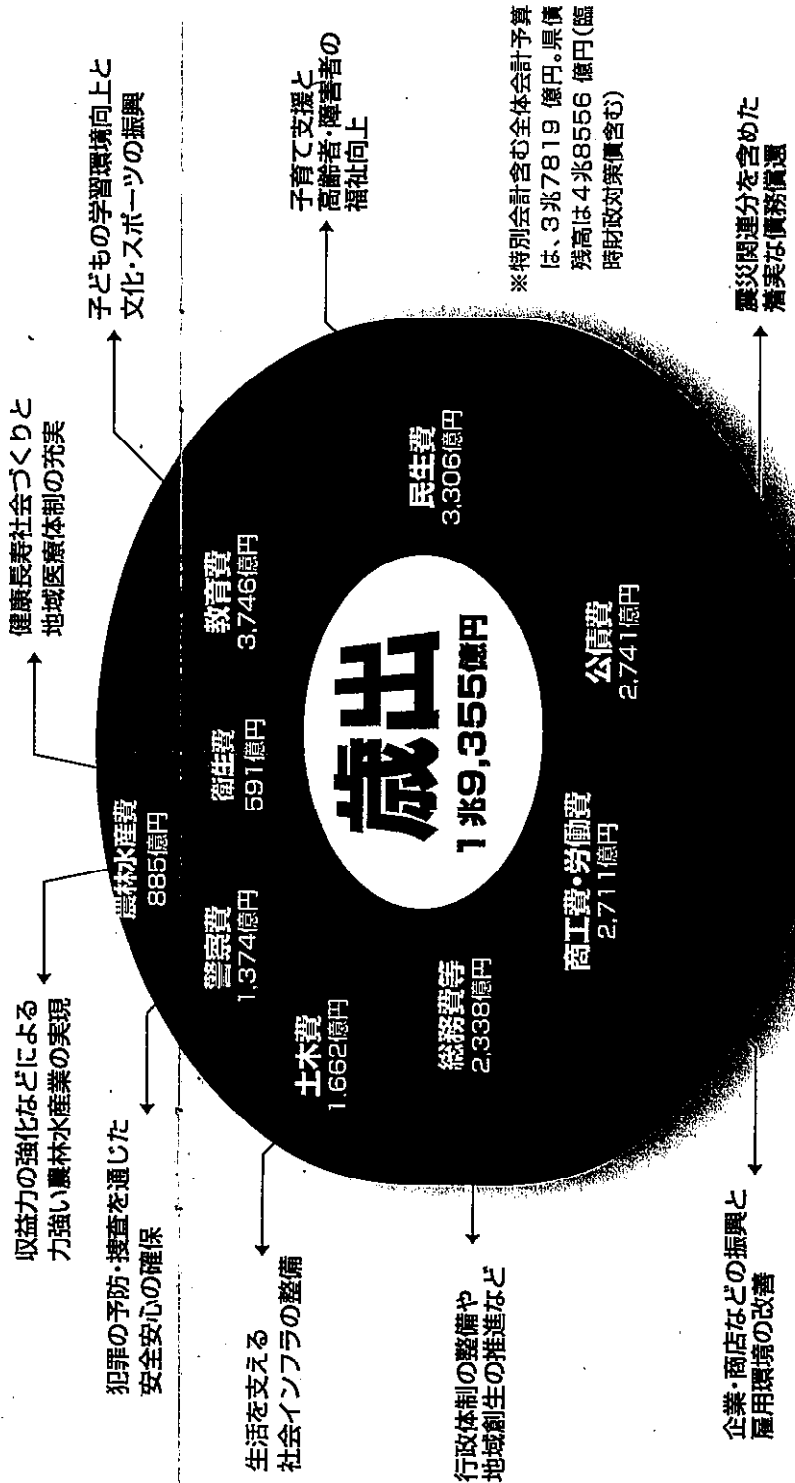 健康長寿社会づくりと
地域医療体制の充実
子どもの学習環境向上と
文化・スポーツの振興
子育て支援と
高齢者・障害者の
福祉向上
※特別会計含む全体会計予算
は、3兆7819億円。県債
残高は4兆8556億円(臨
時財政対策債含む)
震災関連分を含めた
着実な債務償還
収益力の強化などによる
力強い農林水産業の実現
犯罪の予防・捜査を通じた
安全安心の確保
生活を支える
社会インフラの整備
行政体制の整備や
地域創生の推進など
企業・商店などの振興と
雇用環境の改善
歳出
1兆9,355億円
教育費
3,746億円
民生費
3,306億円
公債費
2,741億円
商工費・労働費
2,711億円
総務費等
2,338億円
土木費
1.662億円
警察費
1,374億円
農林水産費
885億円
衛生費
591億円